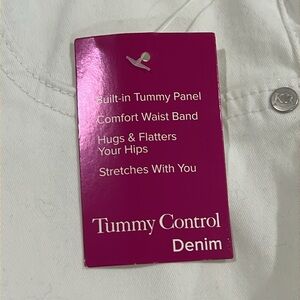 Built-in Tummy Panel
Comfort Waist Band
Hugs & Flatters
Your Hips
Stretches With You
Tummy Control
Denim